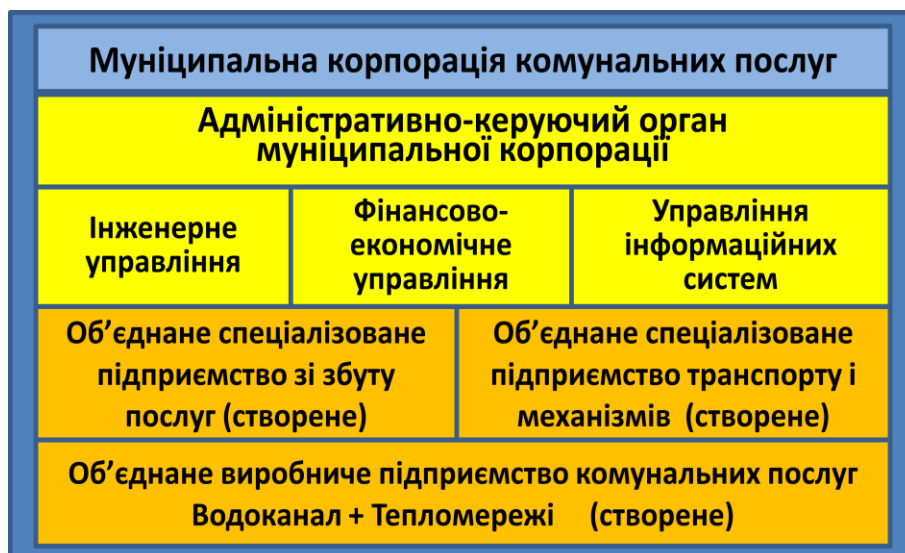 Муніципальна корпорація комунальних послуг
Адміністративно-керуючий орган
муніципальної корпорації
Інженерне
управління
Фінансово-
економічне
управління
Управління
інформаційних
систем
Об’єднане спеціалізоване
підприємство зі збуту
послуг (створене)
Об’єднане спеціалізоване
підприємство транспорту і
механізмів (створене)
Об’єднане виробниче підприємство комунальних послуг
Водоканал + Тепломережі (створене)